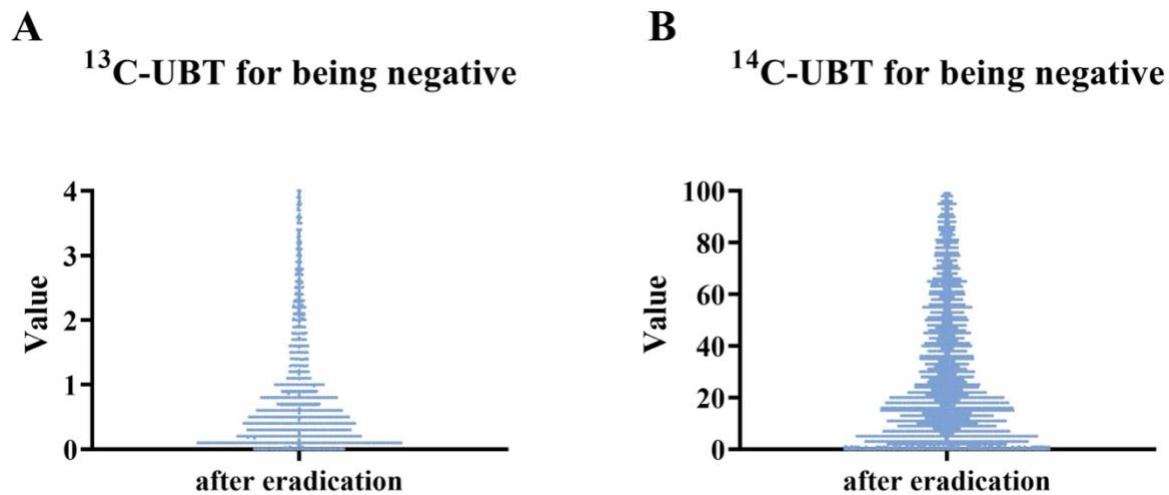 A
¹³C-UBT for being negative
Value
4
3
2
1
0
after eradication
B
¹⁴C-UBT for being negative
Value
100
80
60
40
20
0
after eradication